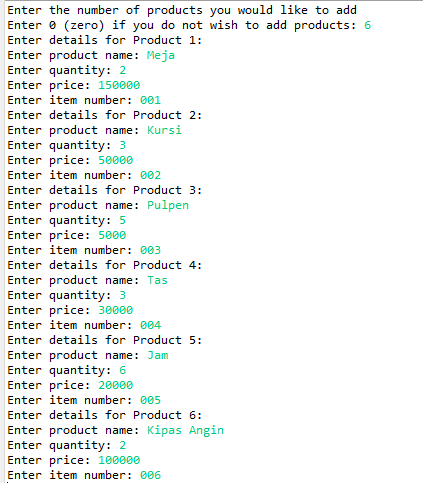 Enter the number of products you would like to add
Enter 0 (zero) if you do not wish to add products: 6
Enter details for Product 1:
Enter product name: Meja
Enter quantity: 2
Enter price: 150000
Enter item number: 001
Enter details for Product 2:
Enter product name: Kursi
Enter quantity: 3
Enter price: 50000
Enter item number: 002
Enter details for Product 3:
Enter product name: Pulpen
Enter quantity: 5
Enter price: 5000
Enter item number: 003
Enter details for Product 4:
Enter product name: Tas
Enter quantity: 3
Enter price: 30000
Enter item number: 004
Enter details for Product 5:
Enter product name: Jam
Enter quantity: 6
Enter price: 20000
Enter item number: 005
Enter details for Product 6:
Enter product name: Kipas Angin
Enter quantity: 2
Enter price: 100000
Enter item number: 006